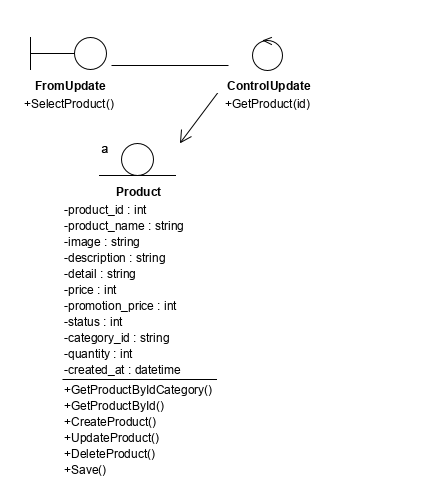 FromUpdate
+SelectProduct()
ControlUpdate
+GetProduct(id)
a
Product
-product_id : int
-product_name : string
-image : string
-description : string
-detail : string
-price : int
-promotion_price : int
-status : int
-category_id : string
-quantity : int
-created_at : datetime
+GetProductByIdCategory()
+GetProductById()
+CreateProduct()
+UpdateProduct()
+DeleteProduct()
+Save()